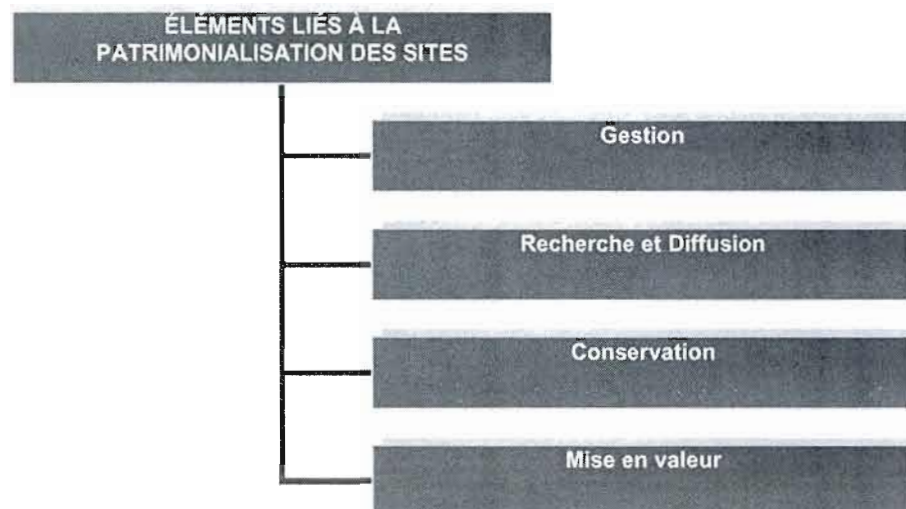 ÉLÉMENTS LIÉS À LA
PATRIMONIALISATION DES SITES
Gestion
Recherche et Diffusion
Conservation
Mise en valeur